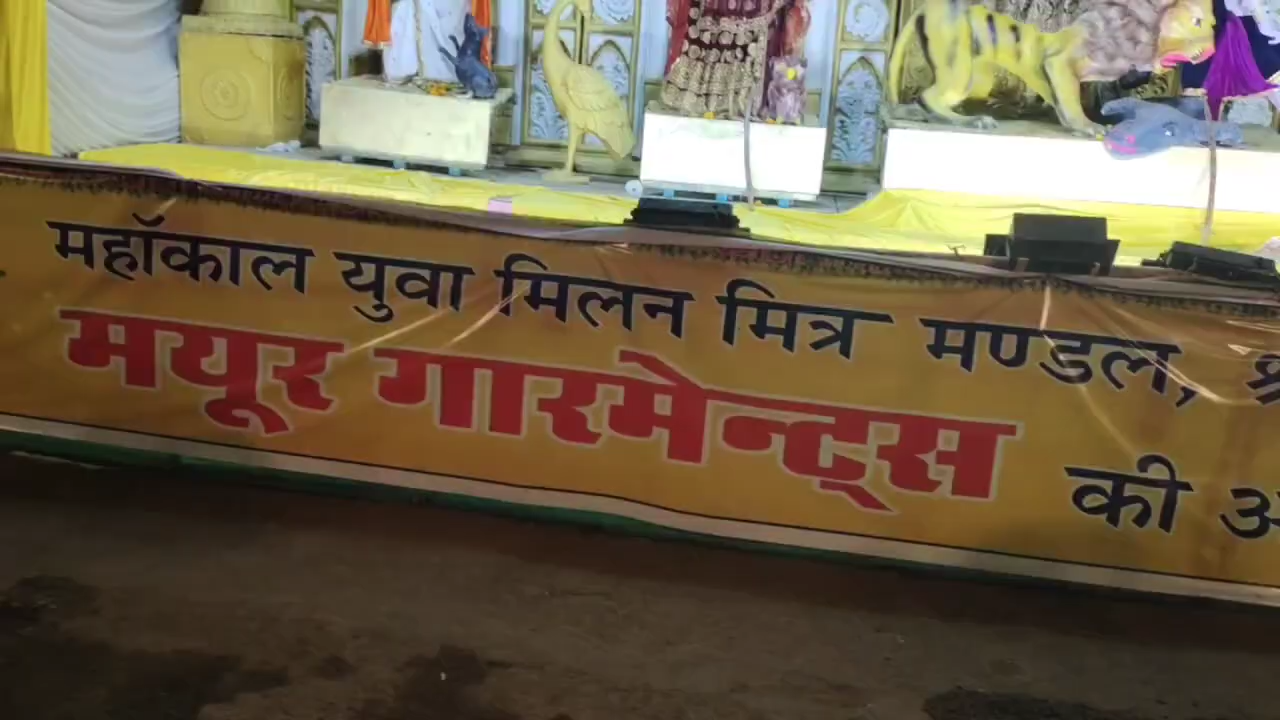 महॉकाल युवा मिलन मित्र मण्डल,
मयूर गारमेन्ट्स की